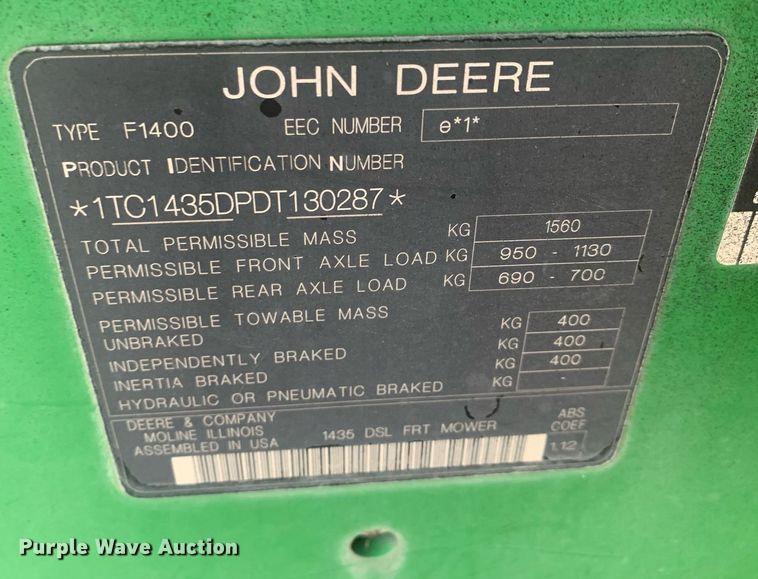 JOHN DEERE
TYPE F1400 EEC NUMBER e*1*
PRODUCT IDENTIFICATION NUMBER
*1TC1435DPDT130287*
TOTAL PERMISSIBLE MASS KG 1560
PERMISSIBLE FRONT AXLE LOAD KG 950 - 1130
PERMISSIBLE REAR AXLE LOAD KG 690 - 700
PERMISSIBLE TOWABLE MASS
UNBRAKED KG 400
INDEPENDENTLY BRAKED KG 400
INERTIA BRAKED KG 400
HYDRAULIC OR PNEUMATIC BRAKED KG -
DEERE & COMPANY
MOLINE ILLINOIS
ASSEMBLED IN USA
1435 DSL FRT MOWER
ABS
COEF
1.12
Purple Wave Auction